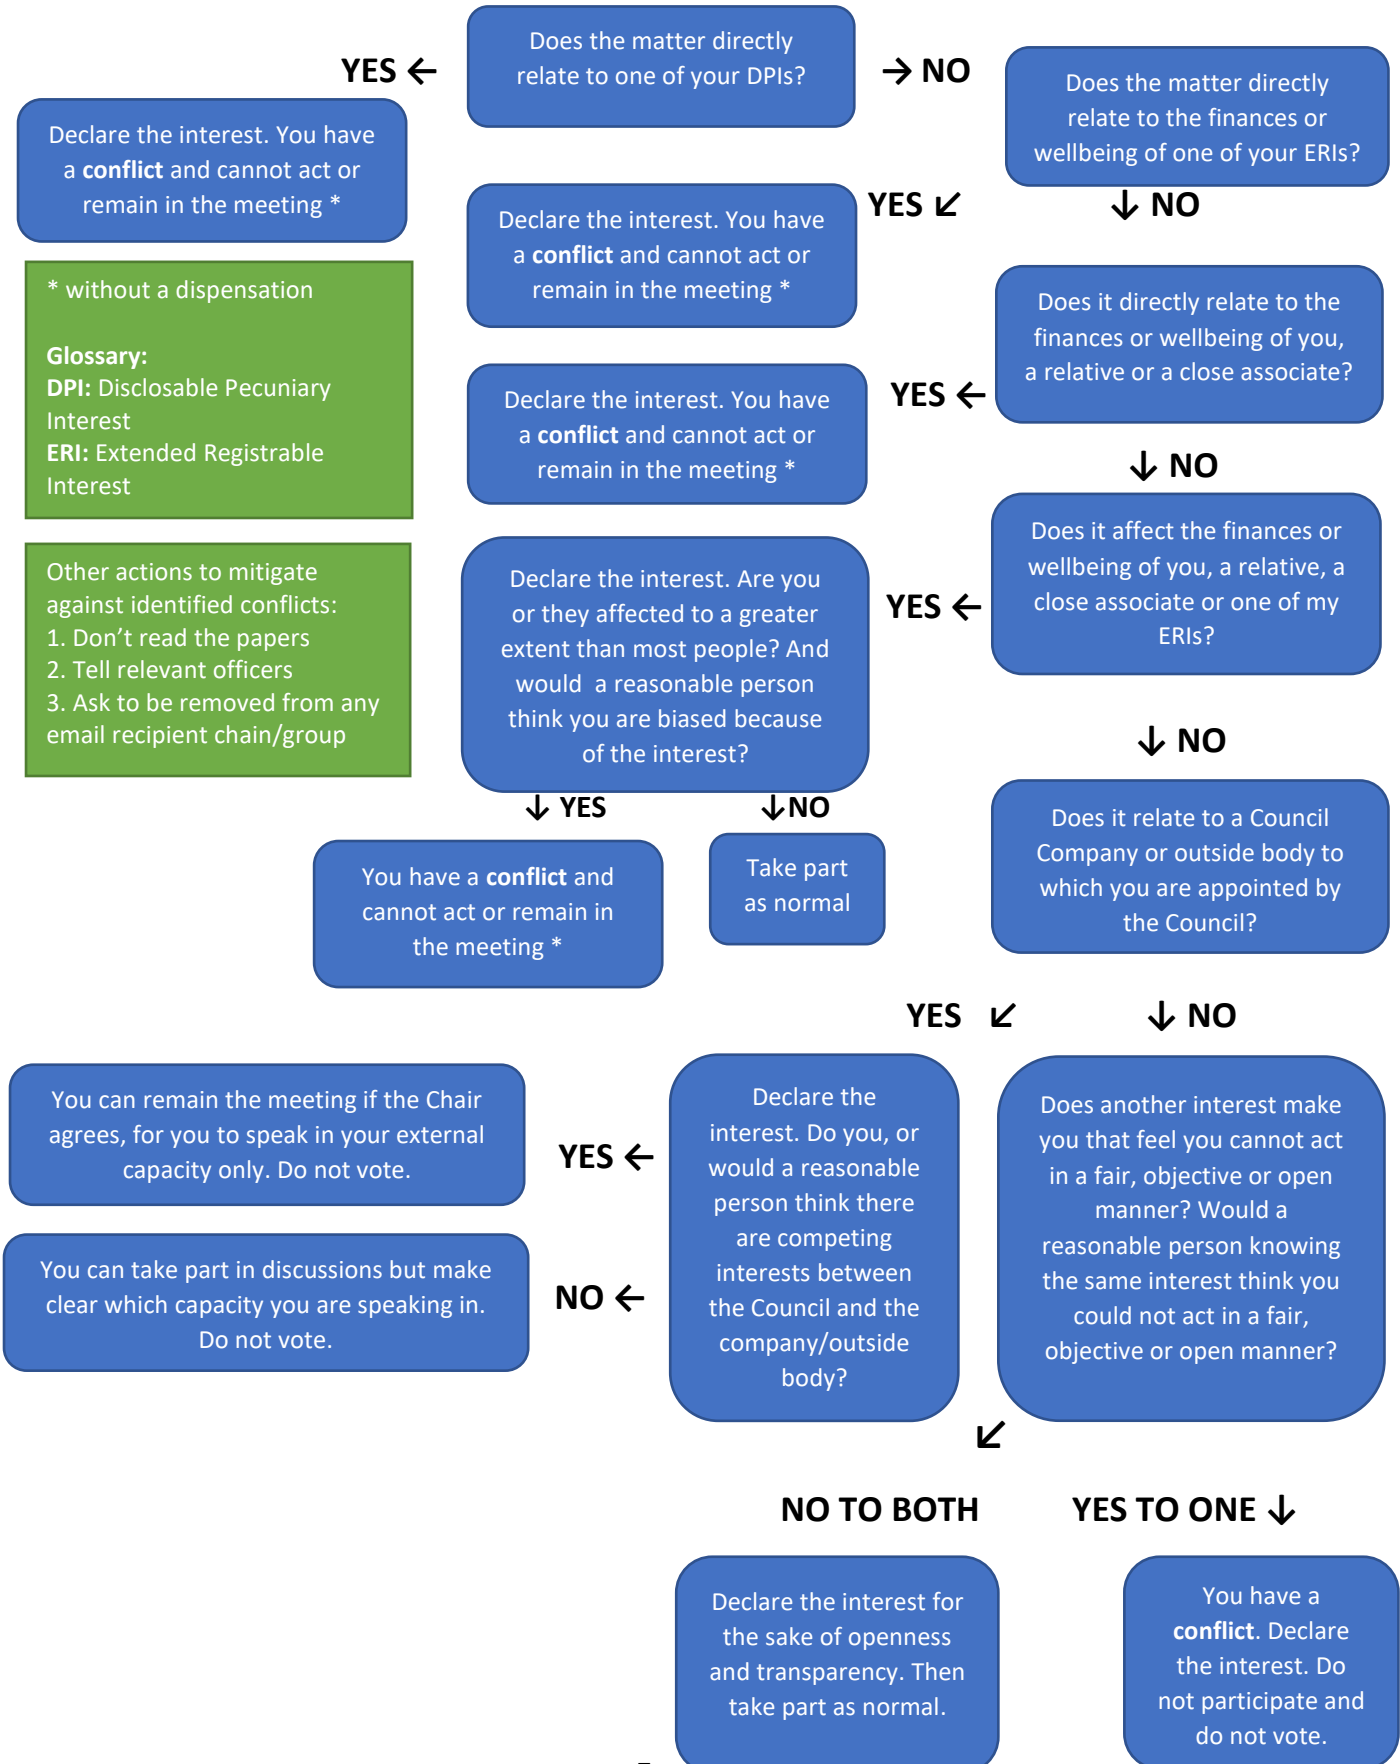 Does the matter directly
relate to one of your DPIs?
YES ←
→ NO
Does the matter directly
relate to the finances or
wellbeing of one of your ERIs?
Declare the interest. You have
a conflict and cannot act or
remain in the meeting *
YES ↙
↓ NO
Declare the interest. You have
a conflict and cannot act or
remain in the meeting *
* without a dispensation
Glossary:
DPI: Disclosable Pecuniary
Interest
ERI: Extended Registrable
Interest
Does it directly relate to the
finances or wellbeing of you,
a relative or a close associate?
YES ←
Declare the interest. You have
a conflict and cannot act or
remain in the meeting *
↓ NO
Does it affect the finances or
wellbeing of you, a relative, a
close associate or one of my
ERIs?
YES ←
Declare the interest. Are you
or they affected to a greater
extent than most people? And
would a reasonable person
think you are biased because
of the interest?
Other actions to mitigate
against identified conflicts:
1. Don’t read the papers
2. Tell relevant officers
3. Ask to be removed from any
email recipient chain/group
↓ NO
↓ YES
↓NO
You have a conflict and
cannot act or remain in
the meeting *
Take part
as normal
Does it relate to a Council
Company or outside body to
which you are appointed by
the Council?
YES ↙
↓ NO
Declare the
interest. Do you, or
would a reasonable
person think there
are competing
interests between
the Council and the
company/outside
body?
Does another interest make
you that feel you cannot act
in a fair, objective or open
manner? Would a
reasonable person knowing
the same interest think you
could not act in a fair,
objective or open manner?
YES ←
You can remain the meeting if the Chair
agrees, for you to speak in your external
capacity only. Do not vote.
NO ←
You can take part in discussions but make
clear which capacity you are speaking in.
Do not vote.
↙
NO TO BOTH
YES TO ONE ↓
Declare the interest for
the sake of openness
and transparency. Then
take part as normal.
You have a
conflict. Declare
the interest. Do
not participate and
do not vote.